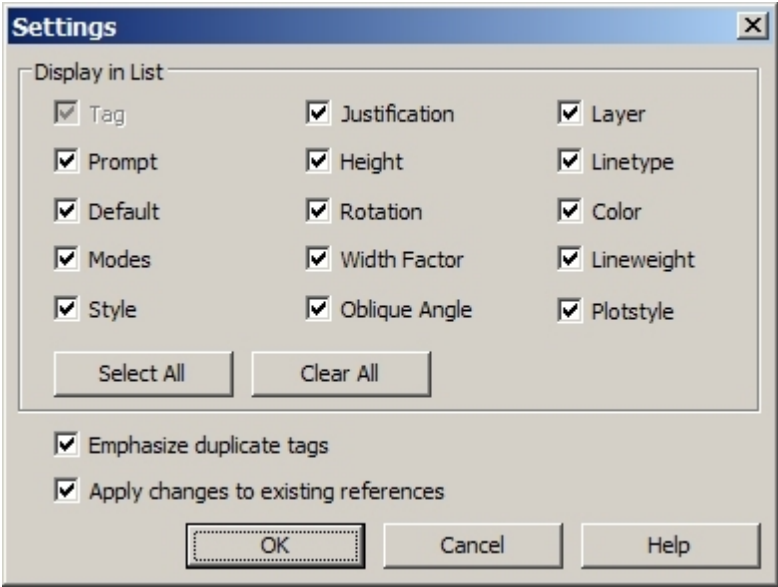 Settings
Display in List
Tag Justification Layer
Prompt Height Linetype
Default Rotation Color
Modes Width Factor Lineweight
Style Oblique Angle Plotstyle
Select All Clear All
Emphasize duplicate tags
Apply changes to existing references
OK Cancel Help